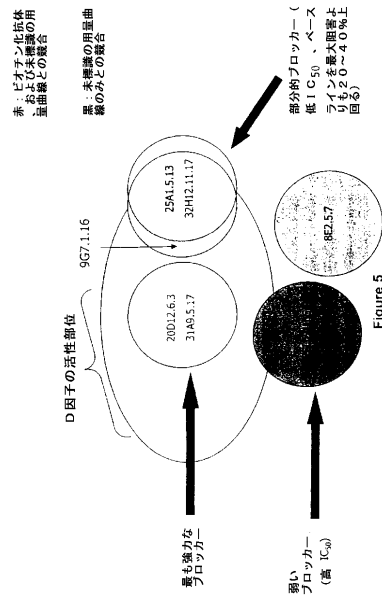 赤：ビオチン化抗体
、および未標識の用
量曲線との競合
黒：未標識の用量曲
線のみとの競合
D因子の活性部位
9G7.1.16
20D12.6.3
31A9.5.17
25A1.5.13
32H12.11.17
8E2.5.7
最も強力な
ブロッカー
弱い
ブロッカー
(高 IC50)
部分的ブロッカー（
低ＩＣ50 、ベース
ラインを最大阻害よ
りも２０～４０％上
回る）
Figure 5